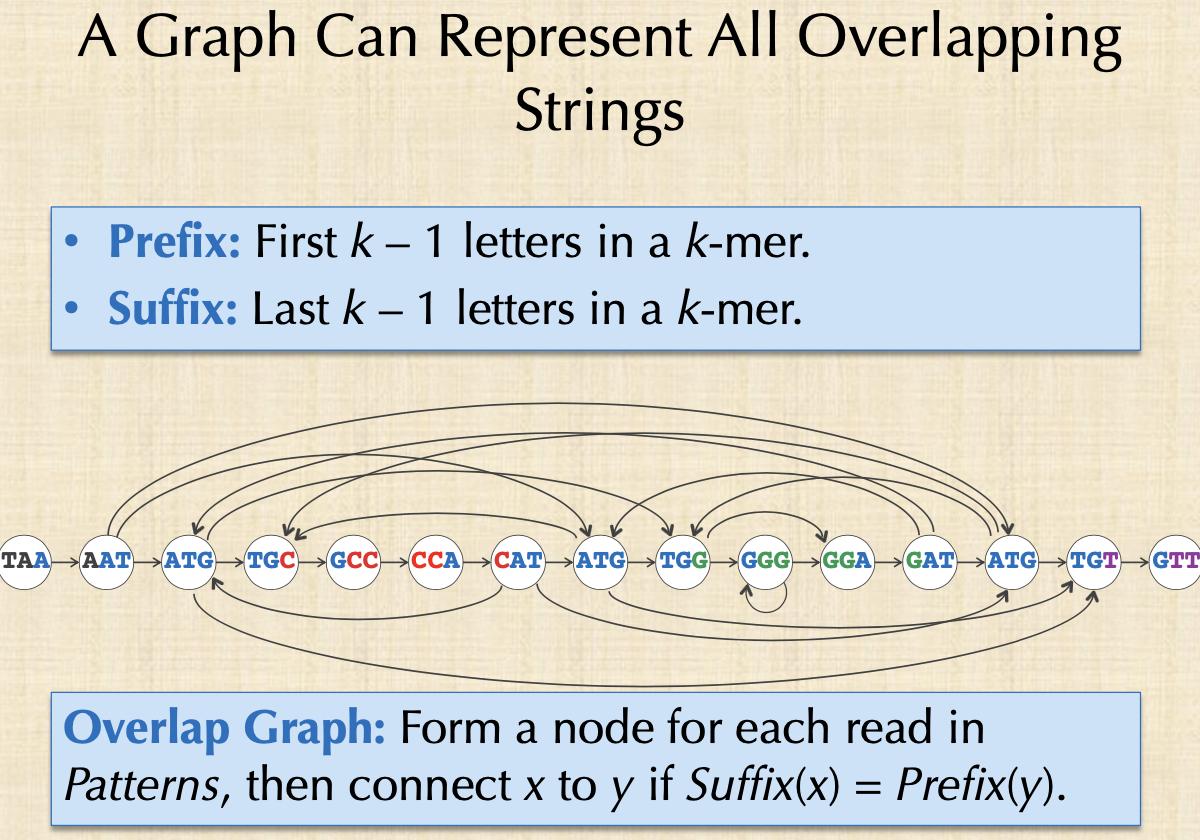 A Graph Can Represent All Overlapping
Strings
• Prefix: First k – 1 letters in a k-mer.
• Suffix: Last k – 1 letters in a k-mer.
TAA AAT ATG TGC GCC CCA CAT ATG TGG GGG GGA GAT ATG TGT GTT
Overlap Graph: Form a node for each read in
Patterns, then connect x to y if Suffix(x) = Prefix(y).